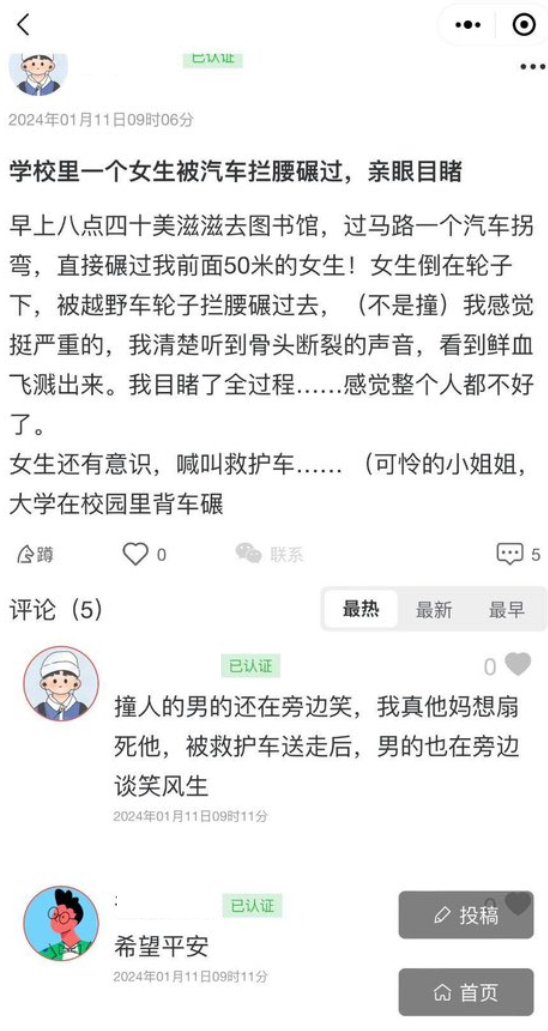 已认证
2024年01月11日09时06分
学校里一个女生被汽车拦腰碾过，亲眼目睹
早上八点四十美滋滋去图书馆，过马路一个汽车拐
弯，直接碾过我前面50米的女生！女生倒在轮子
下，被越野车轮子拦腰碾过去，（不是撞）我感觉
挺严重的，我清楚听到骨头断裂的声音，看到鲜血
飞溅出来。我目睹了全过程……感觉整个人都不好
了。
女生还有意识，喊叫救护车……（可怜的小姐姐，
大学在校园里背车碾
蹲
0
联系
5
评论（5）
最热
最新
最早
已认证
0
撞人的男的还在旁边笑，我真他妈想扇
死他，被救护车送走后，男的也在旁边
谈笑风生
2024年01月11日09时11分
已认证
0
希望平安
2024年01月11日09时11分
投稿
首页